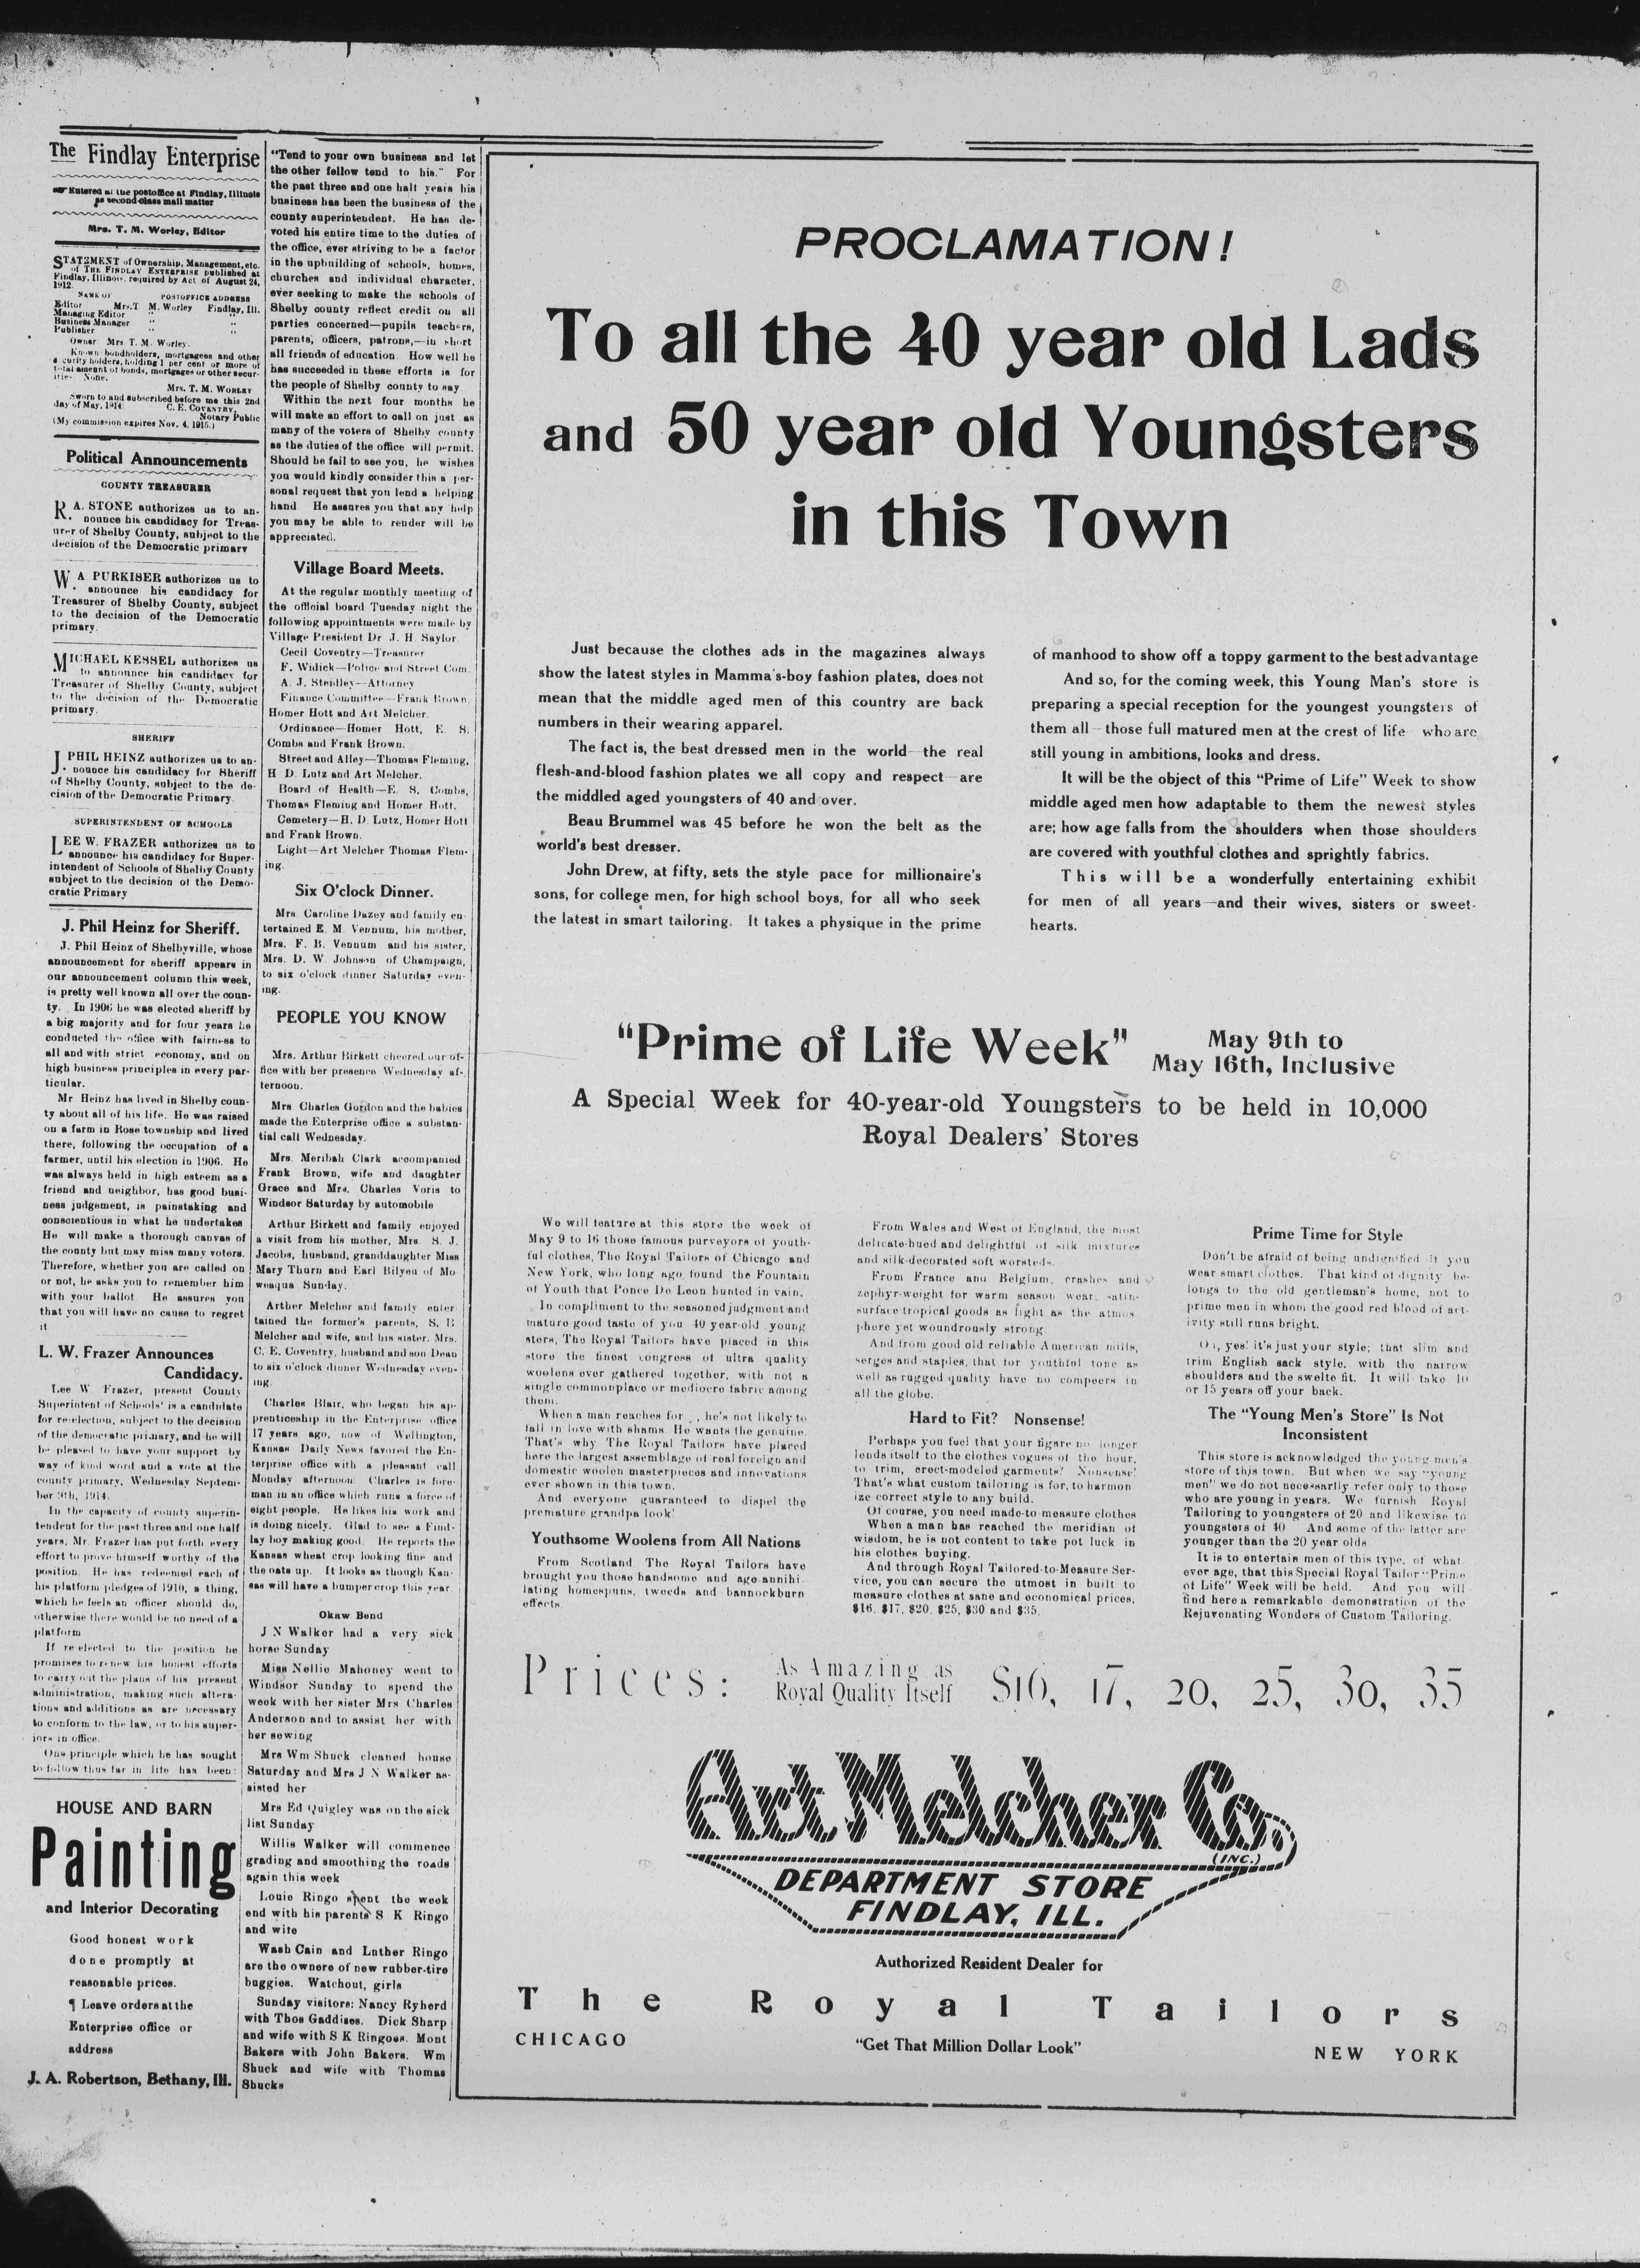 The Findlay Enterprise
Entered at the postoffice at Findlay, Illinois
as second-class mail matter
Mrs. T. M. Worley, Editor
STATEMENT of Ownership, Management, etc.
of THE FINDLAY ENTERPRISE published at
Findlay, Illinois, required by Act of August 24,
1912.
NAME OF POSTOFFICE ADDRESS
Editor Mrs.T M. Worley Findlay, Ill.
Managing Editor " "
Business Manager " "
Publisher " "
Owner: Mrs T. M. Worley.
Known bondholders, mortgagees and other
security holders, holding 1 per cent or more of
total amount of bonds, mortgages or other secur-
ities: None.
Mrs. T. M. WORLEY
Sworn to and subscribed before me this 2nd
day of May, 1914.
C. E. COVENTRY,
Notary Public
(My commission expires Nov. 4, 1915.)
Political Announcements
COUNTY TREASURER
R A. STONE authorizes us to an-
. nounce his candidacy for Treas-
urer of Shelby County, subject to the
decision of the Democratic primary
W A PURKISER authorizes us to
. announce his candidacy for
Treasurer of Shelby County, subject
to the decision of the Democratic
primary.
MICHAEL KESSEL authorizes us
to announce his candidacy for
Treasurer of Shelby County, subject
to the decision of the Democratic
primary.
SHERIFF
J PHIL HEINZ authorizes us to an-
. nounce his candidacy for Sheriff
of Shelby County, subject to the de-
cision of the Democratic Primary.
SUPERINTENDENT OF SCHOOLS
LEE W. FRAZER authorizes us to
announce his candidacy for Super-
intendent of Schools of Shelby County
subject to the decision of the Demo-
cratic Primary
J. Phil Heinz for Sheriff.
J. Phil Heinz of Shelbyville, whose
announcement for sheriff appears in
our announcement column this week,
is pretty well known all over the coun-
ty. In 1906 he was elected sheriff by
a big majority and for four years he
conducted the office with fairness to
all and with strict economy, and on
high business principles in every par-
ticular.
Mr Heinz has lived in Shelby coun-
ty about all of his life. He was raised
on a farm in Rose township and lived
there, following the occupation of a
farmer, until his election in 1906. He
was always held in high esteem as a
friend and neighbor, has good busi-
ness judgement, is painstaking and
conscientious in what he undertakes
He will make a thorough canvas of
the county but may miss many voters.
Therefore, whether you are called on
or not, he asks you to remember him
with your ballot. He assures you
that you will have no cause to regret
it
L. W. Frazer Announces
Candidacy.
Lee W Frazer, present County
Superintent of Schools' is a candidate
for re-election, subject to the decision
of the democratic primary, and he will
be pleased to have your support by
way of kind word and a vote at the
county primary, Wednesday Septem-
ber 9th, 1914.
In the capacity of county superin-
tendent for the past three and one half
years, Mr. Frazer has put forth every
effort to prove himself worthy of the
position. He has redeemed each of
his platform pledges of 1910, a thing,
which he feels an officer should do,
otherwise there would be no need of a
platform
If re elected to the position he
promises to renew his honest efforts
to carry out the plans of his present
administration, making such altera-
tions and additions as are necessary
to conform to the law, or to his super-
iors in office.
One principle which he has sought
to follow thus far in life has been:
HOUSE AND BARN
Painting
and Interior Decorating
Good honest work
done promptly at
reasonable prices.
¶ Leave orders at the
Enterprise office or
address
J. A. Robertson, Bethany, Ill.
"Tend to your own business and let
the other fellow tend to his." For
the past three and one half years his
business has been the business of the
county superintendent. He has de-
voted his entire time to the duties of
the office, ever striving to be a factor
in the upbuilding of schools, homes,
churches and individual character,
ever seeking to make the schools of
Shelby county reflect credit on all
parties concerned—pupils teachers,
parents, officers, patrons,—in short
all friends of education. How well he
has succeeded in these efforts is for
the people of Shelby county to say.
Within the next four months he
will make an effort to call on just as
many of the voters of Shelby county
as the duties of the office will permit.
Should he fail to see you, he wishes
you would kindly consider this a per-
sonal request that you lend a helping
hand. He assures you that any help
you may be able to render will be
appreciated.
Village Board Meets.
At the regular monthly meeting of
the official board Tuesday night the
following appointments were made by
Village President Dr J. H. Saylor.
Cecil Coventry—Treasurer
F. Widick—Police and Street Com.
A. J. Steidley—Attorney
Finance Committee—Frank Brown,
Homer Hott and Art Melcher.
Ordinance—Homer Hott, E. S.
Combs and Frank Brown.
Street and Alley—Thomas Fleming,
H D. Lutz and Art Melcher.
Board of Health—E. S. Combs,
Thomas Fleming and Homer Hott.
Cemetery—H. D. Lutz, Homer Hott
and Frank Brown.
Light—Art Melcher Thomas Flem-
ing.
Six O'clock Dinner.
Mrs. Caroline Dazey and family en-
tertained E. M. Vennum, his mother,
Mrs. F. B. Vennum and his sister,
Mrs. D. W. Johnson of Champaign,
to six o'clock dinner Saturday even-
ing.
PEOPLE YOU KNOW
Mrs. Arthur Birkett cheered our of-
fice with her presence Wednesday af-
ternoon.
Mrs Charles Gordon and the babies
made the Enterprise office a substan-
tial call Wednesday.
Mrs. Meribah Clark accompanied
Frank Brown, wife and daughter
Grace and Mrs. Charles Voris to
Windsor Saturday by automobile
Arthur Birkett and family enjoyed
a visit from his mother, Mrs. S. J.
Jacobs, husband, granddaughter Miss
Mary Thurn and Earl Bilyeu of Mo
weaqua Sunday.
Arther Melcher and family enter
tained the former's parents, S. B
Melcher and wife, and his sister. Mrs.
C. E. Coventry, husband and son Dean
to six o'clock dinner Wednesday even-
ing.
Charles Blair, who began his ap-
prenticeship in the Enterprise office
17 years ago, now of Wellington,
Kansas Daily News favored the En-
terprise office with a pleasant call
Monday afternoon. Charles is fore-
man in an office which runs a force of
eight people. He likes his work and
is doing nicely. Glad to see a Find-
lay boy making good. He reports the
Kansas wheat crop looking fine and
the oats up. It looks as though Kan-
sas will have a bumper crop this year
Okaw Bend
J N Walker had a very sick
horse Sunday
Miss Nellie Mahoney went to
Windsor Sunday to spend the
week with her sister Mrs Charles
Anderson and to assist her with
her sewing
Mrs Wm Shuck cleaned house
Saturday and Mrs J N Walker as-
sisted her
Mrs Ed Quigley was on the sick
list Sunday
Willis Walker will commence
grading and smoothing the roads
again this week
Louie Ringo spent the week
end with his parents S K Ringo
and wife
Wash Cain and Luther Ringo
are the owners of new rubber-tire
buggies. Watchout, girls
Sunday visitors: Nancy Ryherd
with Thos Gaddises. Dick Sharp
and wife with S K Ringoes. Mont
Bakers with John Bakers. Wm
Shuck and wife with Thomas
Shucks
PROCLAMATION!
To all the 40 year old Lads
and 50 year old Youngsters
in this Town
Just because the clothes ads in the magazines always
show the latest styles in Mamma's-boy fashion plates, does not
mean that the middle aged men of this country are back
numbers in their wearing apparel.
The fact is, the best dressed men in the world—the real
flesh-and-blood fashion plates we all copy and respect—are
the middled aged youngsters of 40 and over.
Beau Brummel was 45 before he won the belt as the
world's best dresser.
John Drew, at fifty, sets the style pace for millionaire's
sons, for college men, for high school boys, for all who seek
the latest in smart tailoring. It takes a physique in the prime
of manhood to show off a toppy garment to the best advantage
And so, for the coming week, this Young Man's store is
preparing a special reception for the youngest youngsters of
them all—those full matured men at the crest of life—who are
still young in ambitions, looks and dress.
It will be the object of this "Prime of Life" Week to show
middle aged men how adaptable to them the newest styles
are; how age falls from the shoulders when those shoulders
are covered with youthful clothes and sprightly fabrics.
This will be a wonderfully entertaining exhibit
for men of all years—and their wives, sisters or sweet-
hearts.
"Prime of Life Week" May 9th to
May 16th, Inclusive
A Special Week for 40-year-old Youngsters to be held in 10,000
Royal Dealers' Stores
We will feature at this store the week of
May 9 to 16 those famous purveyors of youth-
ful clothes, The Royal Tailors of Chicago and
New York, who long ago found the Fountain
of Youth that Ponce De Leon hunted in vain.
In compliment to the seasoned judgment and
mature good taste of you 40 year-old young
sters, The Royal Tailors have placed in this
store the finest congress of ultra quality
woolens ever gathered together, with not a
single commonplace or mediocre fabric among
them.
When a man reaches for , he's not likely to
fall in love with shams. He wants the genuine.
That's why The Royal Tailors have placed
here the largest assemblage of real foreign and
domestic woolen masterpieces and innovations
ever shown in this town.
And everyone guaranteed to dispel the
premature grandpa look!
Youthsome Woolens from All Nations
From Scotland The Royal Tailors have
brought you those handsome and age-annihi-
lating homespuns, tweeds and bannockburn
effects.
From Wales and West of England, the most
delicate-hued and delightful of silk mixtures
and silk-decorated soft worsteds.
From France and Belgium, crashes and
zephyr-weight for warm season wear; satin-
surface tropical goods as light as the atmos
phere yet woundrously strong.
And from good old reliable American mills,
serges and staples, that for youthful tone as
well as rugged quality have no compeers in
all the globe.
Hard to Fit? Nonsense!
Perhaps you fuel that your figure no longer
lends itself to the clothes vogues of the hour,
to trim, erect-modeled garments? Nonsense!
That's what custom tailoring is for, to harmon
ize correct style to any build.
Of course, you need made-to-measure clothes
When a man has reached the meridian of
wisdom, he is not content to take pot luck in
his clothes buying.
And through Royal Tailored-to-Measure Ser-
vice, you can secure the utmost in built to
measure clothes at sane and economical prices,
$16, $17, $20, $25, $30 and $35.
Prime Time for Style
Don't be afraid of being undignified if you
wear smart clothes. That kind of dignity be-
longs to the old gentleman's home, not to
prime men in whom the good red blood of act-
ivity still runs bright.
Oh, yes! it's just your style; that slim and
trim English sack style, with the narrow
shoulders and the swelte fit. It will take 10
or 15 years off your back.
The "Young Men's Store" Is Not
Inconsistent
This store is acknowledged the young men's
store of this town. But when we say "young
men" we do not necessarily refer only to those
who are young in years. We furnish Royal
Tailoring to youngsters of 20 and likewise to
youngsters of 40 And some of the latter are
younger than the 20 year olds
It is to entertain men of this type, of what
ever age, that this Special Royal Tailor "Prime
of Life" Week will be held. And you will
find here a remarkable demonstration of the
Rejuvenating Wonders of Custom Tailoring.
Prices: As Amazing as
Royal Quality Itself $16, 17, 20, 25, 30, 35
Art Melcher Co.
(INC.)
DEPARTMENT STORE
FINDLAY, ILL.
Authorized Resident Dealer for
The Royal Tailors
CHICAGO "Get That Million Dollar Look" NEW YORK